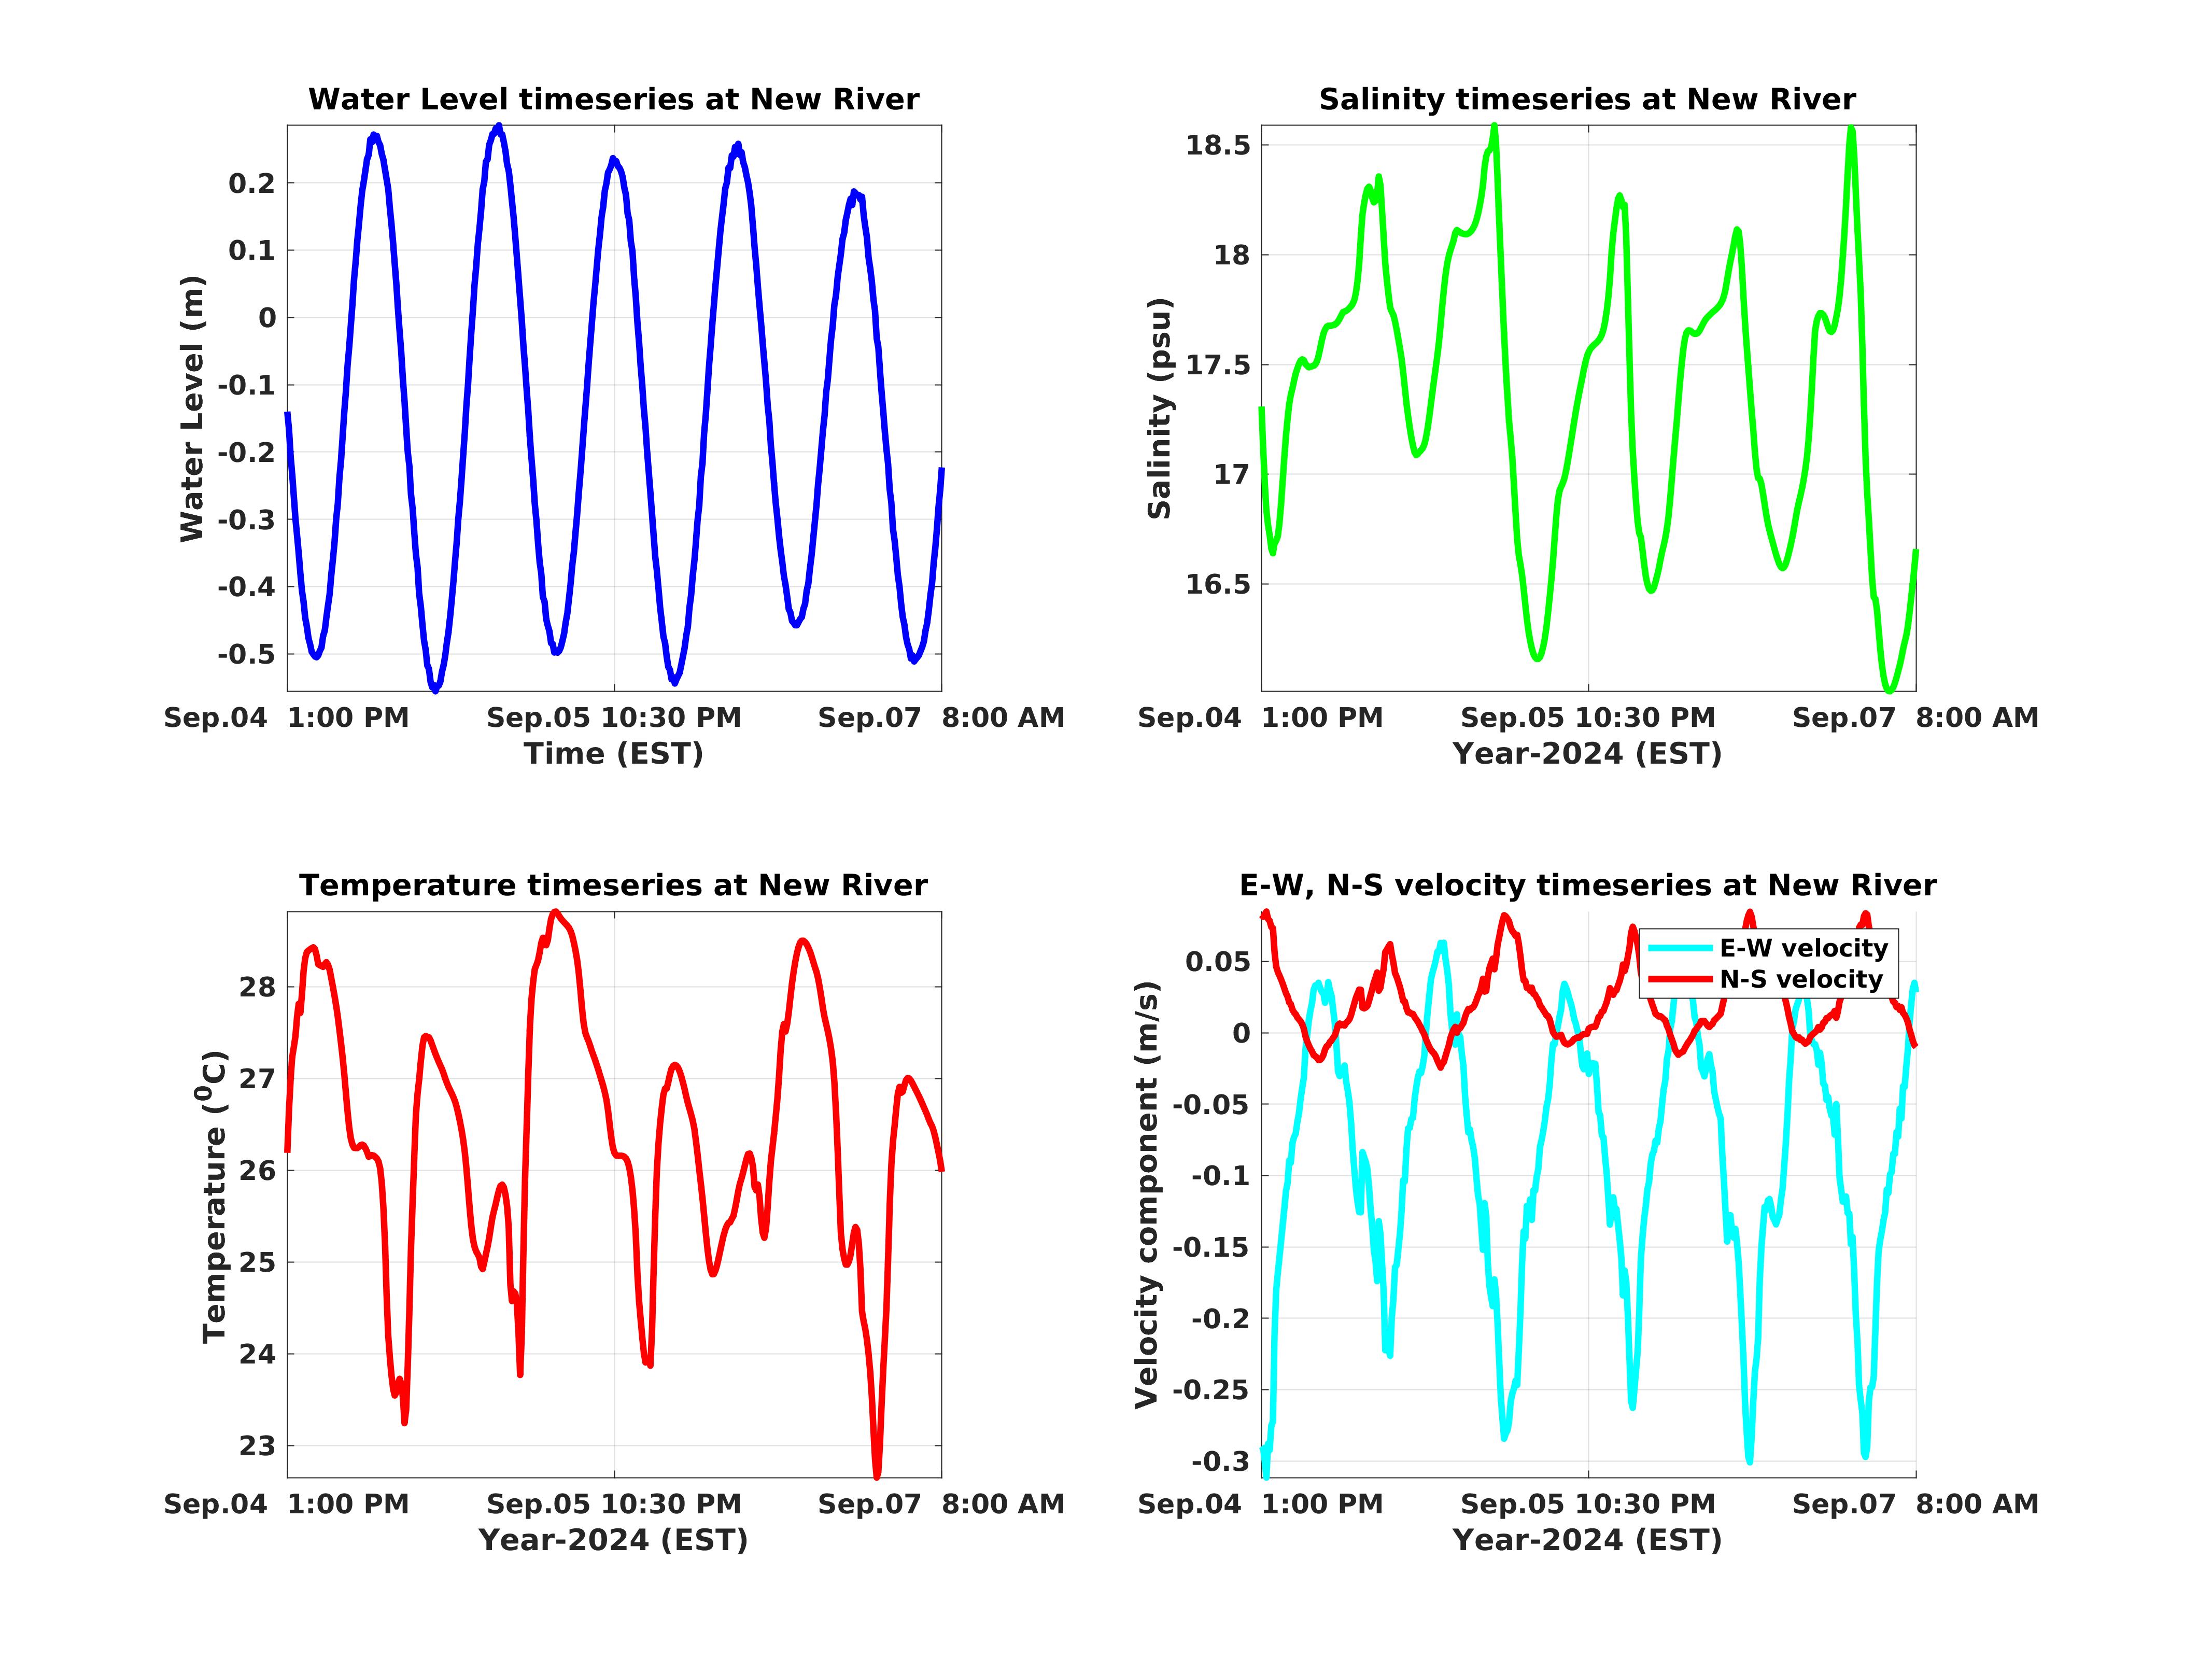 Water Level timeseries at New River
Water Level (m)
0.2
0.1
0
-0.1
-0.2
-0.3
-0.4
-0.5
Sep.04 1:00 PM Sep.05 10:30 PM Sep.07 8:00 AM
Time (EST)
Salinity timeseries at New River
Salinity (psu)
18.5
18
17.5
17
16.5
Sep.04 1:00 PM Sep.05 10:30 PM Sep.07 8:00 AM
Year-2024 (EST)
Temperature timeseries at New River
Temperature (⁰C)
28
27
26
25
24
23
Sep.04 1:00 PM Sep.05 10:30 PM Sep.07 8:00 AM
Year-2024 (EST)
E-W, N-S velocity timeseries at New River
Velocity component (m/s)
0.05
0
-0.05
-0.1
-0.15
-0.2
-0.25
-0.3
E-W velocity
N-S velocity
Sep.04 1:00 PM Sep.05 10:30 PM Sep.07 8:00 AM
Year-2024 (EST)